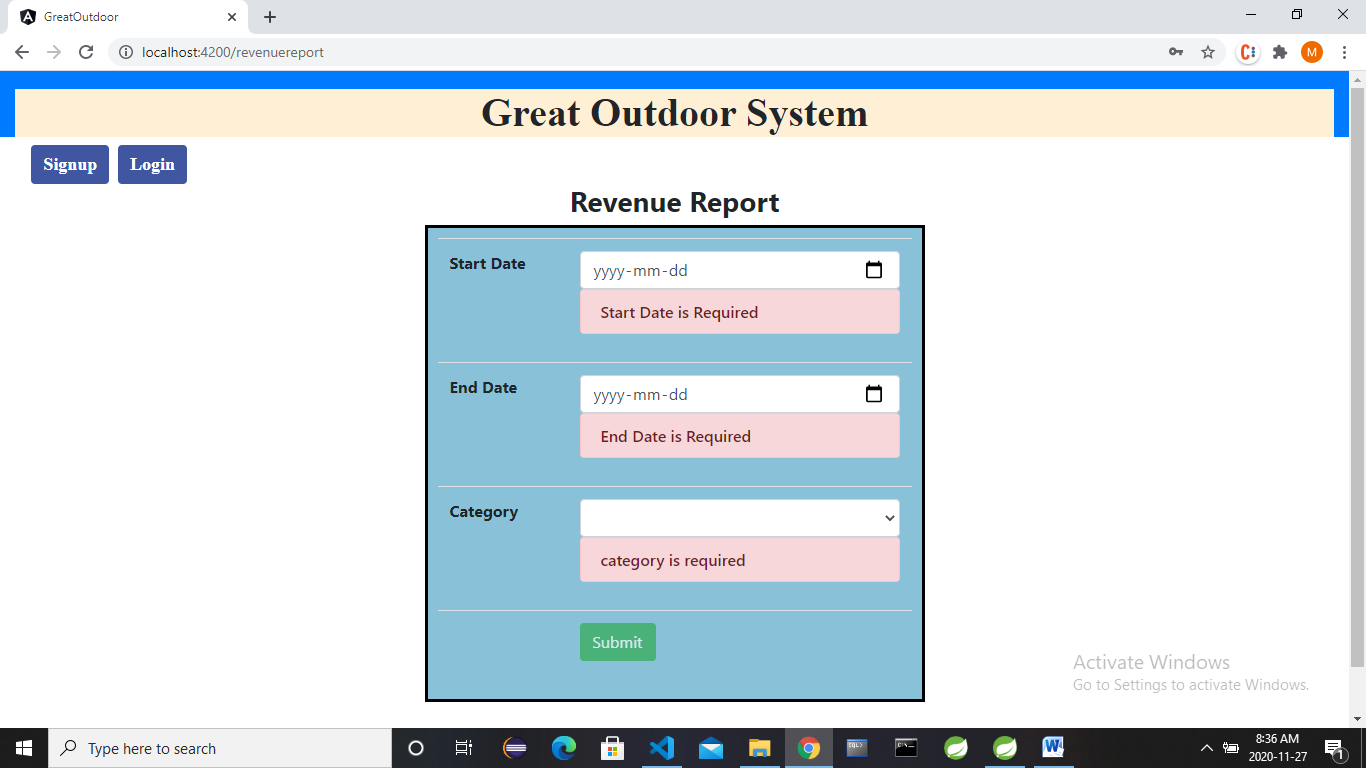 GreatOutdoor
localhost:4200/revenuereport
M
Great Outdoor System
Signup Login
Revenue Report
Start Date yyyy-mm-dd
Start Date is Required
End Date yyyy-mm-dd
End Date is Required
Category
category is required
Submit
Activate Windows
Go to Settings to activate Windows.
Type here to search
8:36 AM
2020-11-27
1